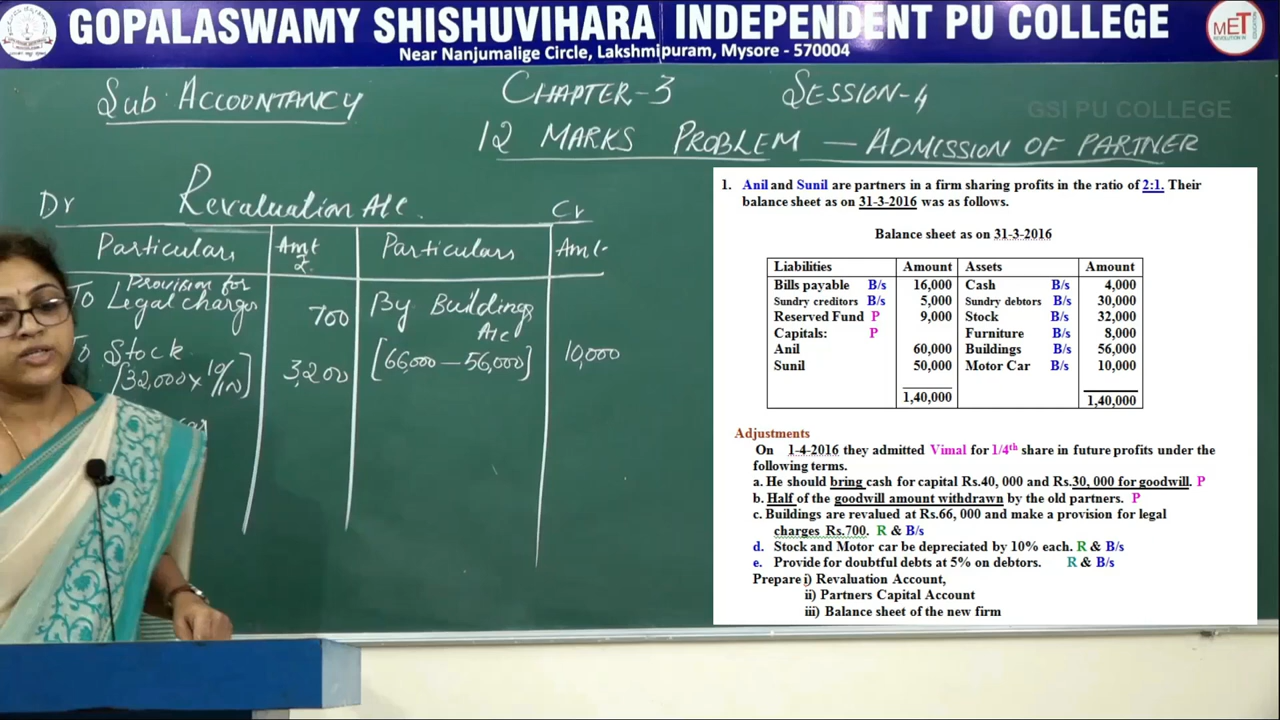 GOPALASWAMY SHISHUVIHARA INDEPENDENT PU COLLEGE
Near Nanjumalige Circle, Lakshmipuram, Mysore - 570004
MET
Sub ACCOUNTANCY
CHAPTER-3
SESSION-4
GSI PU COLLEGE
12 MARKS PROBLEM — ADMISSION OF PARTNER
Dr Revaluation A/c. Cr
Particulars Amt ₹. Particulars Amt.
To Provision for
Legal charges 700
To Stock
[32,000 x 10/100] 3,200
By Buildings
A/c
[66000 — 56,000] 10,000
car
1. Anil and Sunil are partners in a firm sharing profits in the ratio of 2:1. Their
balance sheet as on 31-3-2016 was as follows.
Balance sheet as on 31-3-2016
Liabilities Amount Assets Amount
Bills payable B/s 16,000 Cash B/s 4,000
Sundry creditors B/s 5,000 Sundry debtors B/s 30,000
Reserved Fund P 9,000 Stock B/s 32,000
Capitals: P Furniture B/s 8,000
Anil 60,000 Buildings B/s 56,000
Sunil 50,000 Motor Car B/s 10,000
1,40,000 1,40,000
Adjustments
On 1-4-2016 they admitted Vimal for 1/4th share in future profits under the
following terms.
a. He should bring cash for capital Rs.40, 000 and Rs.30, 000 for goodwill. P
b. Half of the goodwill amount withdrawn by the old partners. P
c. Buildings are revalued at Rs.66, 000 and make a provision for legal
charges Rs.700. R & B/s
d. Stock and Motor car be depreciated by 10% each. R & B/s
e. Provide for doubtful debts at 5% on debtors. R & B/s
Prepare i) Revaluation Account,
ii) Partners Capital Account
iii) Balance sheet of the new firm